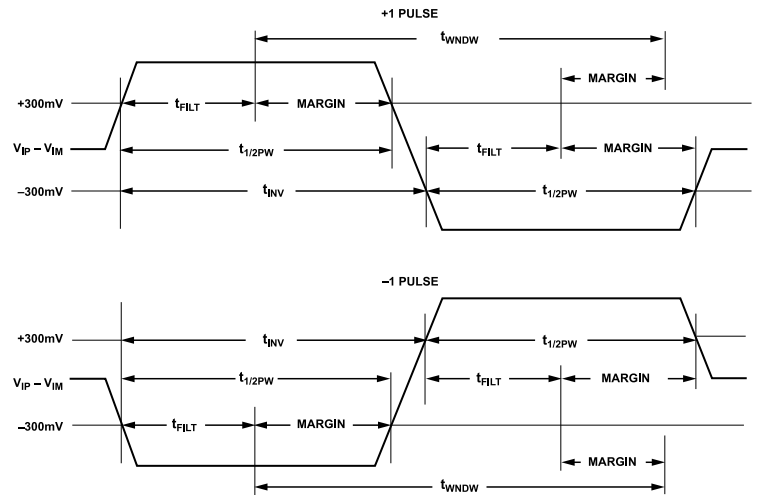 +1 PULSE
tWNDW
MARGIN
+300mV
tFILT
MARGIN
VIP – VIM
t1/2PW
tFILT
MARGIN
–300mV
tINV
t1/2PW
–1 PULSE
+300mV
tINV
t1/2PW
VIP – VIM
t1/2PW
tFILT
MARGIN
–300mV
tFILT
MARGIN
MARGIN
tWNDW